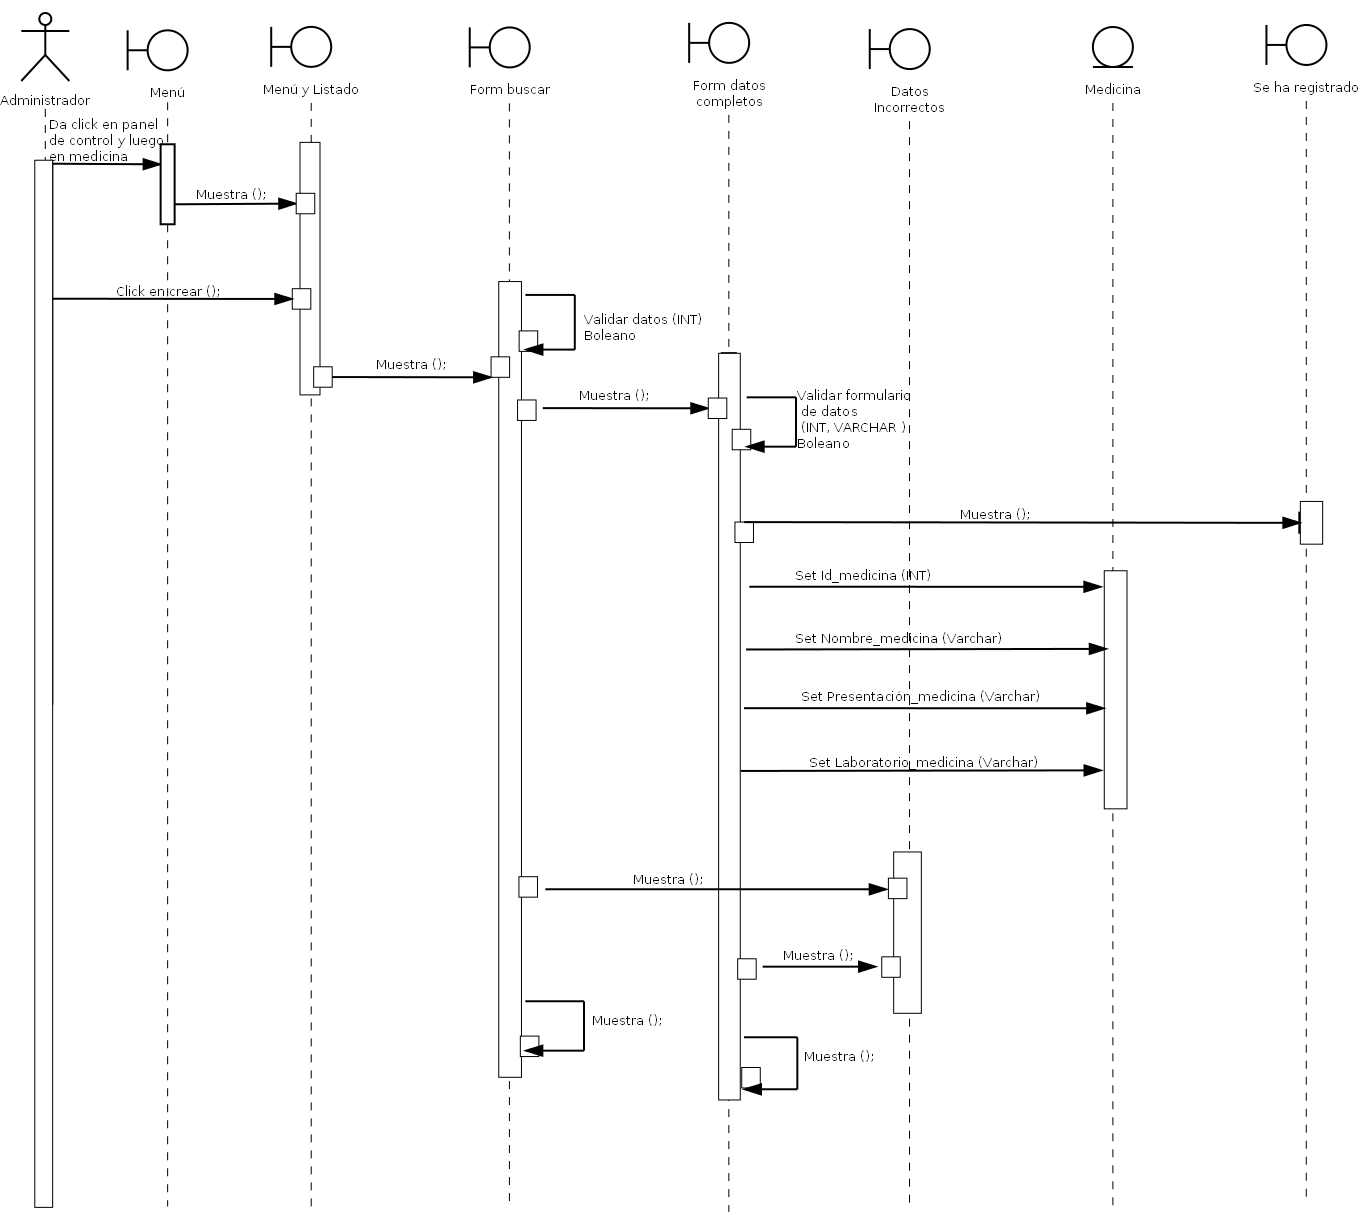 Administrador
Menú
Menú y Listado
Form buscar
Form datos
completos
Datos
Incorrectos
Medicina
Se ha registrado
Da click en panel
de control y luego
en medicina
Muestra ();
Click en crear ();
Validar datos (INT)
Boleano
Muestra ();
Muestra ();
Validar formulario
de datos
(INT, VARCHAR )
Boleano
Muestra ();
Set Id_medicina (INT)
Set Nombre_medicina (Varchar)
Set Presentación_medicina (Varchar)
Set Laboratorio_medicina (Varchar)
Muestra ();
Muestra ();
Muestra ();
Muestra ();